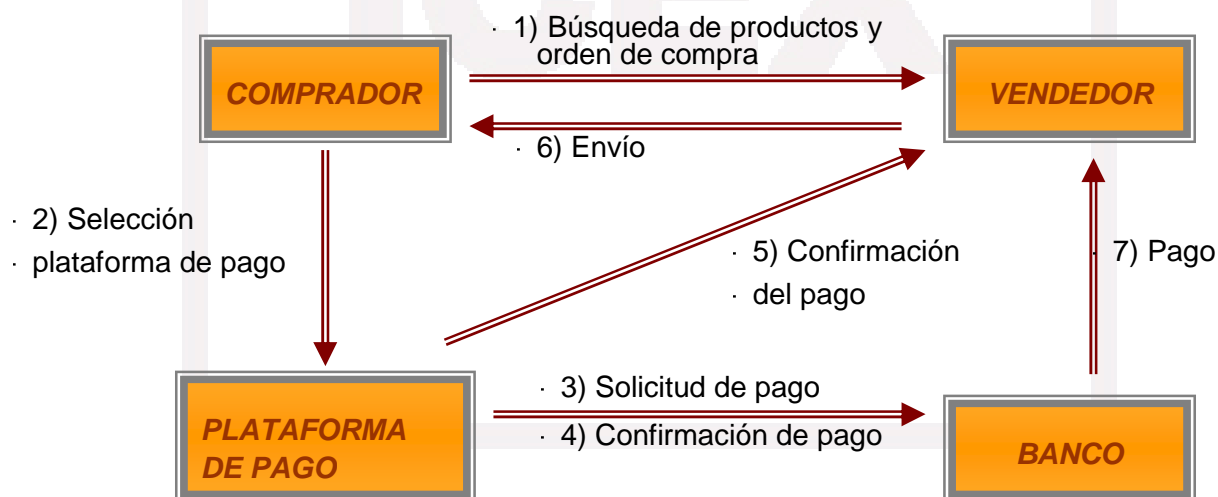 · 1) Búsqueda de productos y
orden de compra
COMPRADOR
VENDEDOR
· 6) Envío
· 2) Selección
· plataforma de pago
· 5) Confirmación
· del pago
· 7) Pago
· 3) Solicitud de pago
· 4) Confirmación de pago
PLATAFORMA
DE PAGO
BANCO